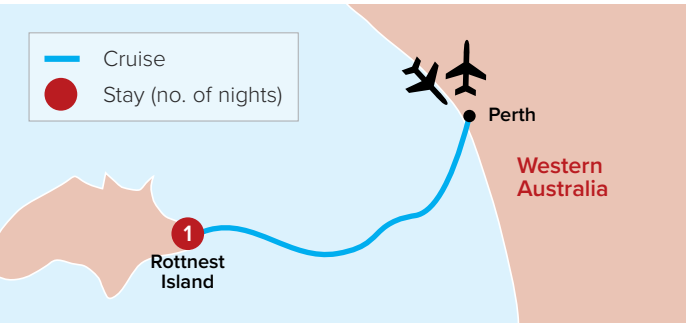 Cruise
Stay (no. of nights)
Perth
Western
Australia
1
Rottnest
Island